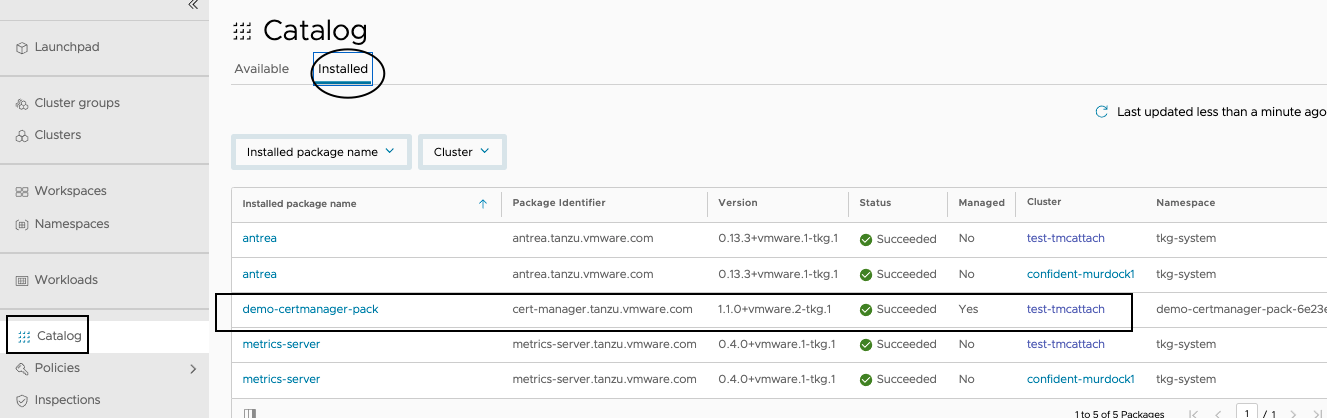 Catalog
Launchpad
Cluster groups
Clusters
Workspaces
Namespaces
Workloads
Catalog
Policies
Inspections
Available Installed
Last updated less than a minute ago
Installed package name Cluster
Installed package name Package Identifier Version Status Managed Cluster Namespace
antrea antrea.tanzu.vmware.com 0.13.3+vmware.1-tkg.1 Succeeded No test-tmcattach tkg-system
antrea antrea.tanzu.vmware.com 0.13.3+vmware.1-tkg.1 Succeeded No confident-murdock1 tkg-system
demo-certmanager-pack cert-manager.tanzu.vmware.com 1.1.0+vmware.2-tkg.1 Succeeded Yes test-tmcattach demo-certmanager-pack-6e23e
metrics-server metrics-server.tanzu.vmware.com 0.4.0+vmware.1-tkg.1 Succeeded No test-tmcattach tkg-system
metrics-server metrics-server.tanzu.vmware.com 0.4.0+vmware.1-tkg.1 Succeeded No confident-murdock1 tkg-system
1 to 5 of 5 Packages 1 / 1